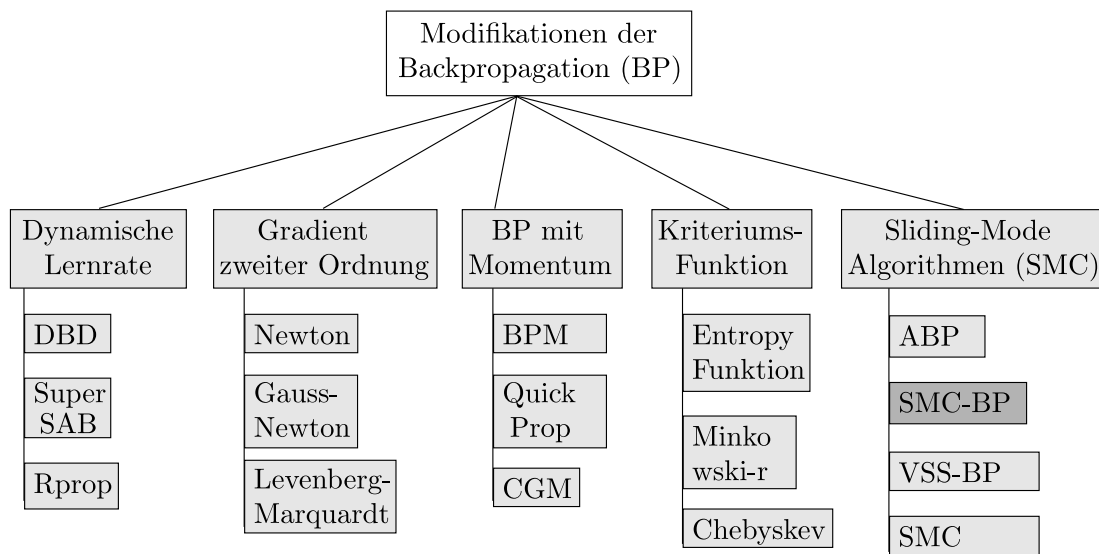 Modifikationen der
Backpropagation (BP)
Dynamische
Lernrate
DBD
Super
SAB
Rprop
Gradient
zweiter Ordnung
Newton
Gauss-
Newton
Levenberg-
Marquardt
BP mit
Momentum
BPM
Quick
Prop
CGM
Kriteriums-
Funktion
Entropy
Funktion
Minko
wski-r
Chebyskev
Sliding-Mode
Algorithmen (SMC)
ABP
SMC-BP
VSS-BP
SMC